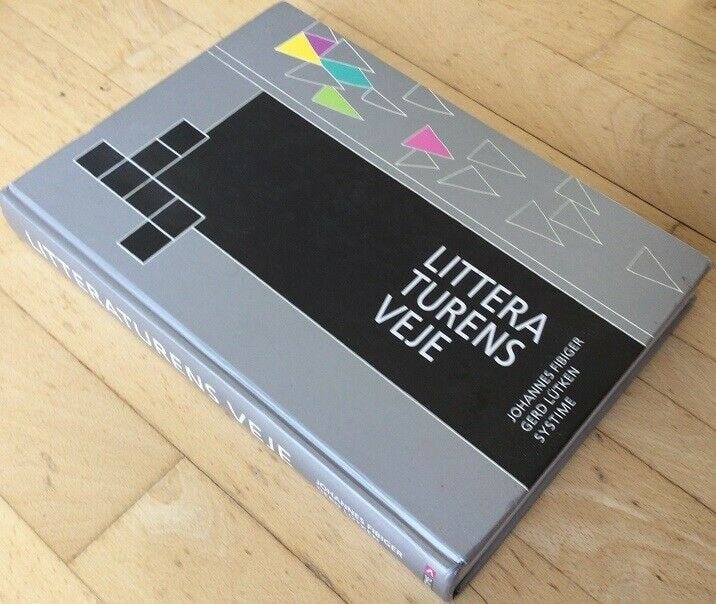 LITTERA
TURENS
VEJE
JOHANNES FIBIGER
GERD LÜTKEN
SYSTIME
LITTERATURENS VEJE
JOHANNES FIBIGER